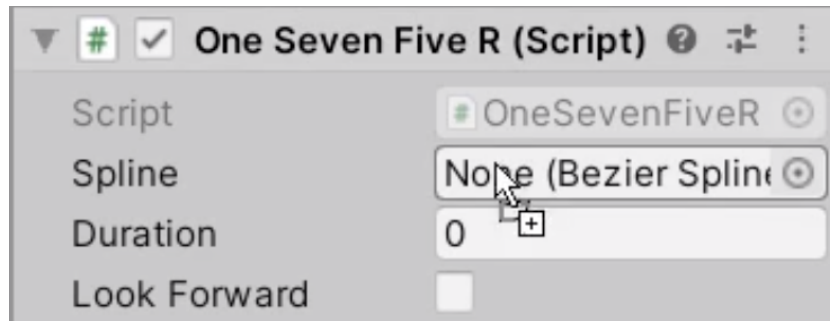 # One Seven Five R (Script)
Script # OneSevenFiveR
Spline None (Bezier Spline
Duration 0
Look Forward